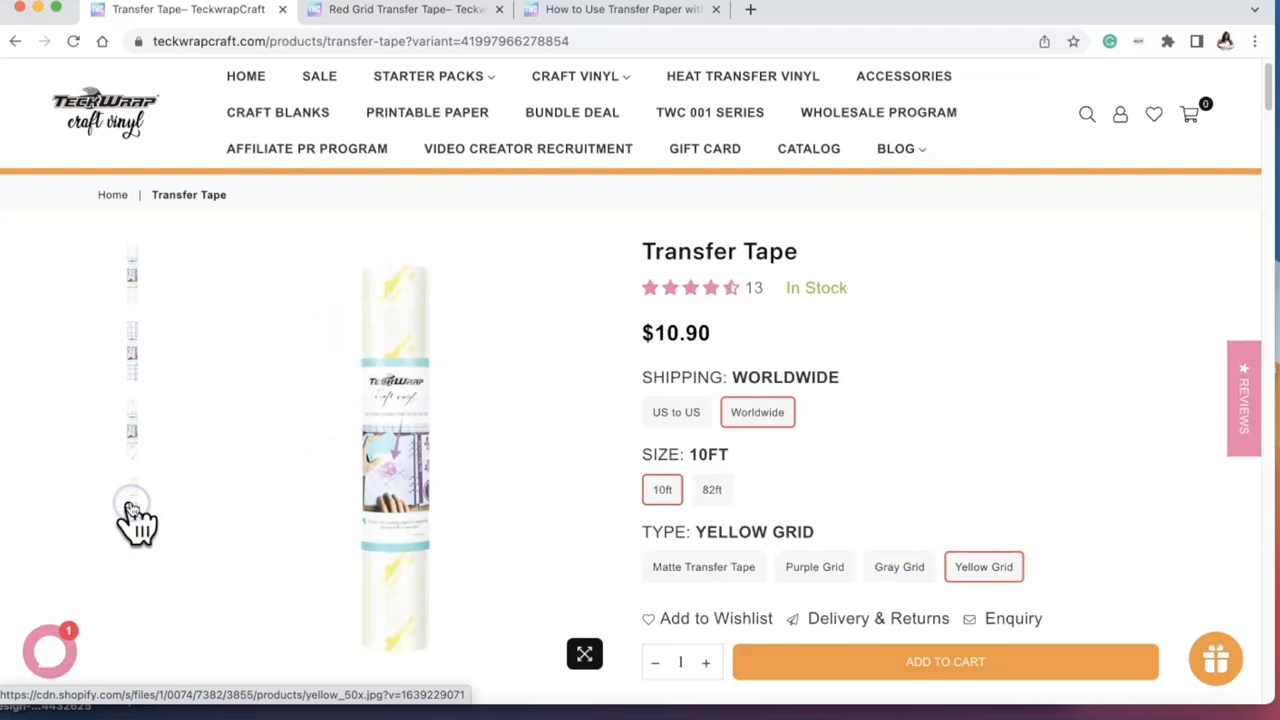 Transfer Tape– TeckwrapCraft
Red Grid Transfer Tape– Teckw
How to Use Transfer Paper wit
teckwrapcraft.com/products/transfer-tape?variant=41997966278854
TECKWRAP
craft vinyl
HOME SALE STARTER PACKS CRAFT VINYL HEAT TRANSFER VINYL ACCESSORIES
CRAFT BLANKS PRINTABLE PAPER BUNDLE DEAL TWC 001 SERIES WHOLESALE PROGRAM
AFFILIATE PR PROGRAM VIDEO CREATOR RECRUITMENT GIFT CARD CATALOG BLOG
0
Home | Transfer Tape
Transfer Tape
13 In Stock
$10.90
SHIPPING: WORLDWIDE
US to US Worldwide
SIZE: 10FT
10ft 82ft
TYPE: YELLOW GRID
Matte Transfer Tape Purple Grid Gray Grid Yellow Grid
Add to Wishlist Delivery & Returns Enquiry
− 1 + ADD TO CART
TECKWRAP
craft vinyl
★ REVIEWS
1
https://cdn.shopify.com/s/files/1/0074/7382/3855/products/yellow_50x.jpg?v=1639229071